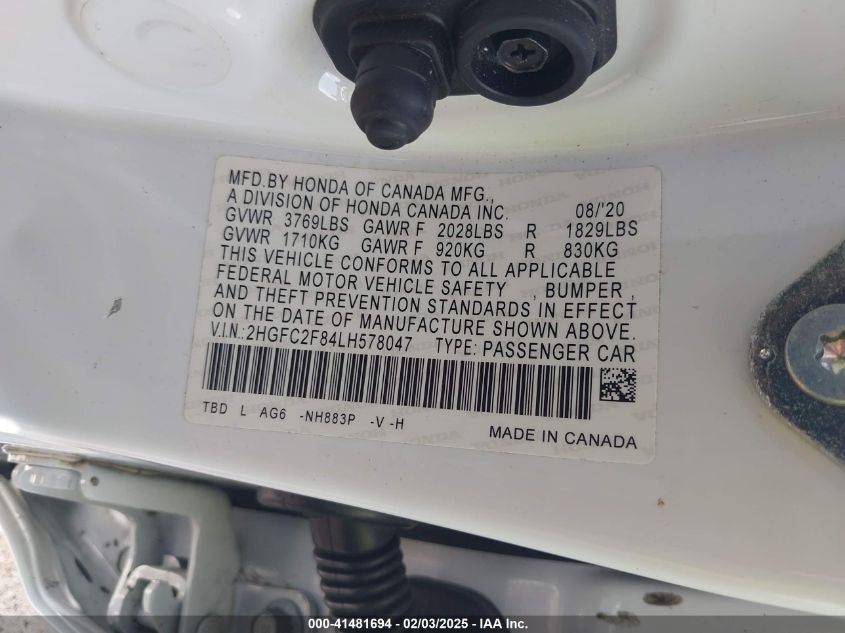 MFD.BY HONDA OF CANADA MFG.,
A DIVISION OF HONDA CANADA INC. 08/'20
GVWR 3769LBS GAWR F 2028LBS R 1829LBS
GVWR 1710KG GAWR F 920KG R 830KG
THIS VEHICLE CONFORMS TO ALL APPLICABLE
FEDERAL MOTOR VEHICLE SAFETY , BUMPER ,
AND THEFT PREVENTION STANDARDS IN EFFECT
ON THE DATE OF MANUFACTURE SHOWN ABOVE.
V.I.N.:2HGFC2F84LH578047 TYPE: PASSENGER CAR
TBD L AG6 -NH883P -V -H
MADE IN CANADA
000-41481694 - 02/03/2025 - IAA Inc.